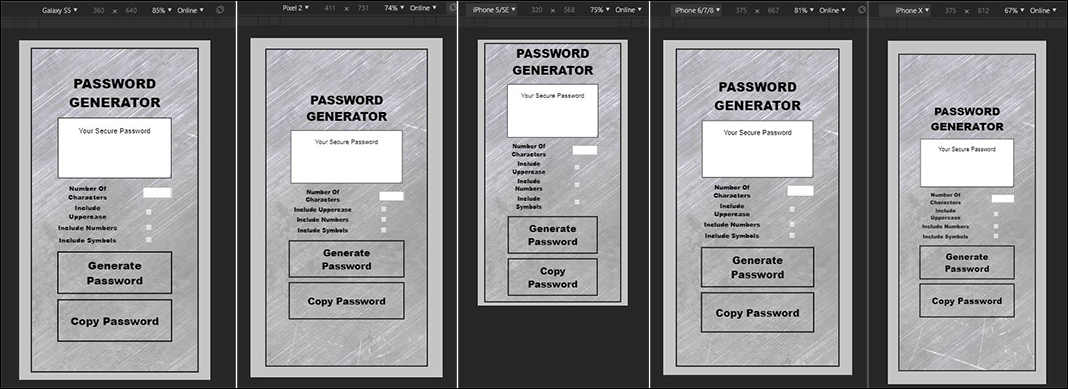 Galaxy S5 ▼ 360 × 640 85% ▼ Online ▼
PASSWORD
GENERATOR
Your Secure Password
Number Of
Characters
Include
Uppercase
Include Numbers
Include Symbols
Generate
Password
Copy Password
Pixel 2 ▼ 411 × 731 74% ▼ Online ▼
PASSWORD
GENERATOR
Your Secure Password
Number Of
Characters
Include Uppercase
Include Numbers
Include Symbols
Generate
Password
Copy Password
iPhone 5/SE ▼ 320 × 568 75% ▼ Online ▼
PASSWORD
GENERATOR
Your Secure Password
Number Of
Characters
Include
Uppercase
Include
Numbers
Include
Symbols
Generate
Password
Copy
Password
iPhone 6/7/8 ▼ 375 × 667 81% ▼ Online ▼
PASSWORD
GENERATOR
Your Secure Password
Number Of
Characters
Include
Uppercase
Include Numbers
Include Symbols
Generate
Password
Copy Password
iPhone X ▼ 375 × 812 67% ▼ Online ▼
PASSWORD
GENERATOR
Your Secure Password
Number Of
Characters
Include
Uppercase
Include Numbers
Include Symbols
Generate
Password
Copy Password